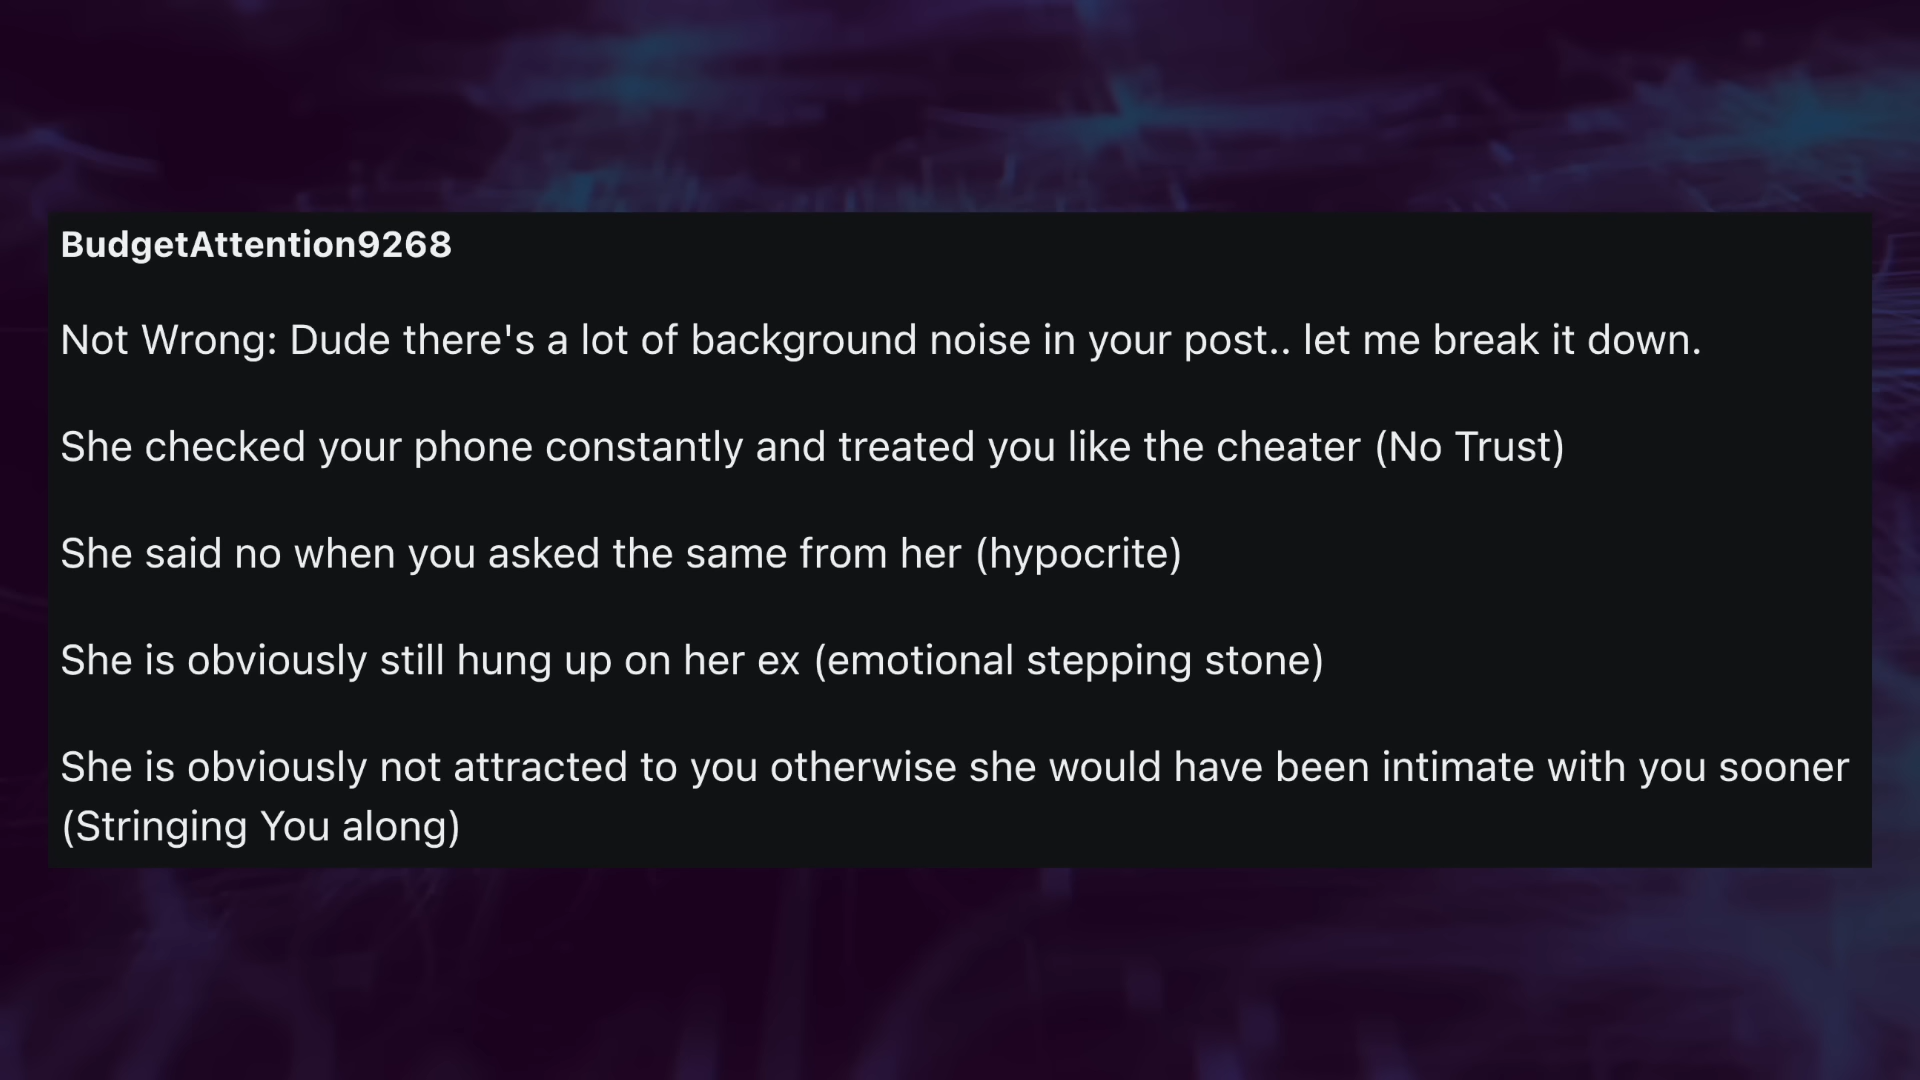 BudgetAttention9268
Not Wrong: Dude there's a lot of background noise in your post.. let me break it down.
She checked your phone constantly and treated you like the cheater (No Trust)
She said no when you asked the same from her (hypocrite)
She is obviously still hung up on her ex (emotional stepping stone)
She is obviously not attracted to you otherwise she would have been intimate with you sooner
(Stringing You along)